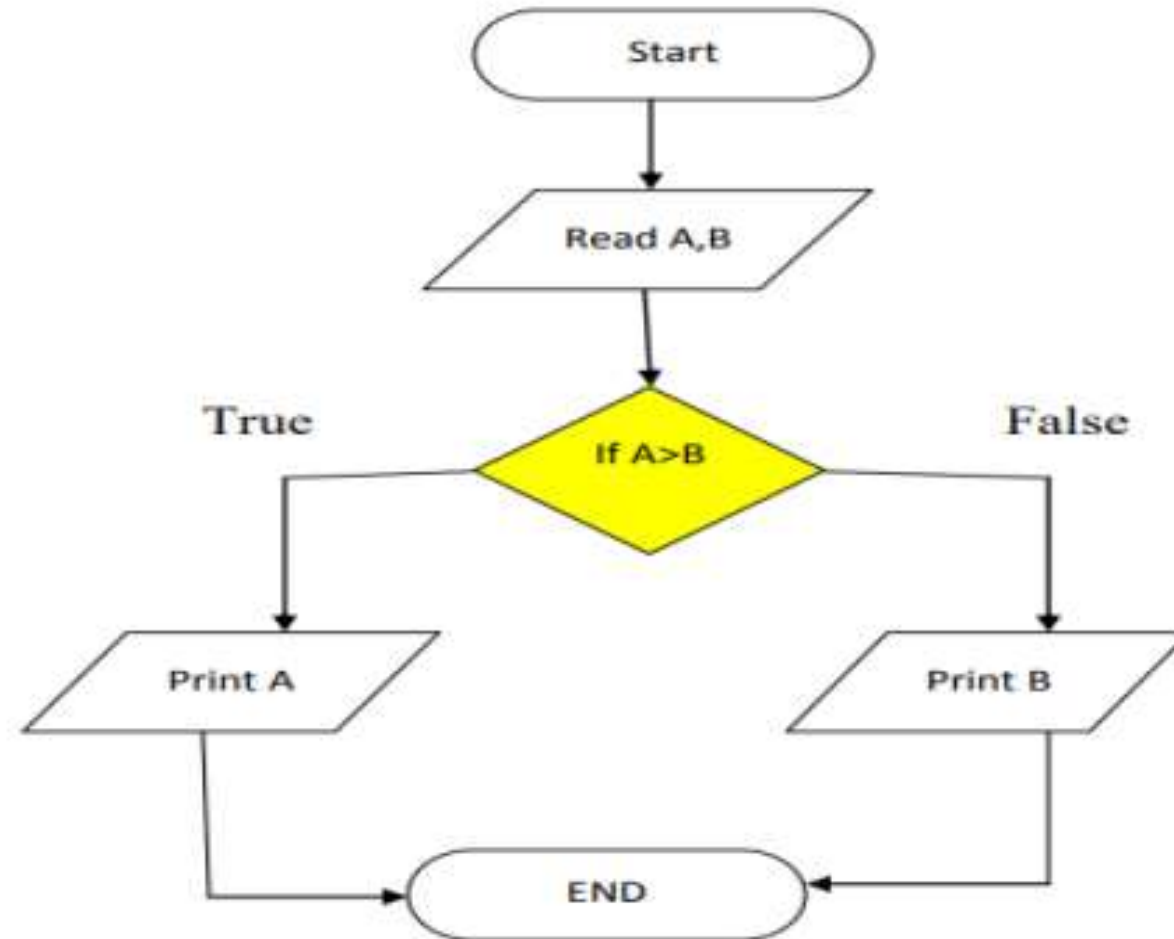 Start
Read A,B
True
If A>B
False
Print A
Print B
END